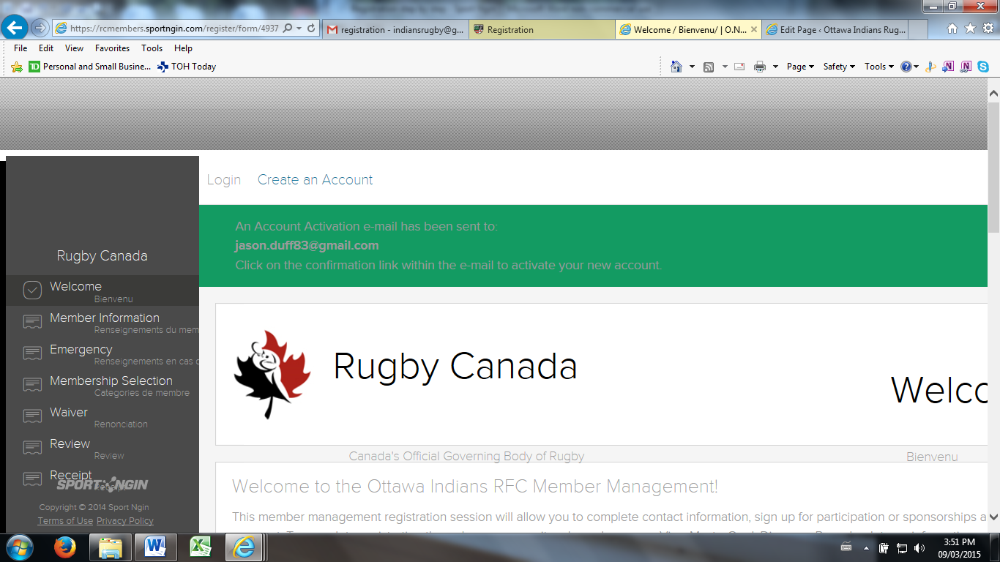 https://rcmembers.sportngin.com/register/form/4937
registration - indiansrugby@g...
Registration
Welcome / Bienvenu/ | O.N...
Edit Page ‹ Ottawa Indians Rug...
File Edit View Favorites Tools Help
Personal and Small Busine... TOH Today
Page Safety Tools
Login Create an Account
An Account Activation e-mail has been sent to:
jason.duff83@gmail.com
Click on the confirmation link within the e-mail to activate your new account.
Rugby Canada
Welcome
Bienvenu
Member Information
Renseignements du mem
Emergency
Renseignements en cas d
Membership Selection
Categories de membre
Waiver
Renonciation
Review
Review
Receipt
SPORT NGIN
Copyright © 2014 Sport Ngin
Terms of Use Privacy Policy
Rugby Canada
Welco
Canada's Official Governing Body of Rugby
Bienvenu
Welcome to the Ottawa Indians RFC Member Management!
This member management registration session will allow you to complete contact information, sign up for participation or sponsorships a
3:51 PM
09/03/2015